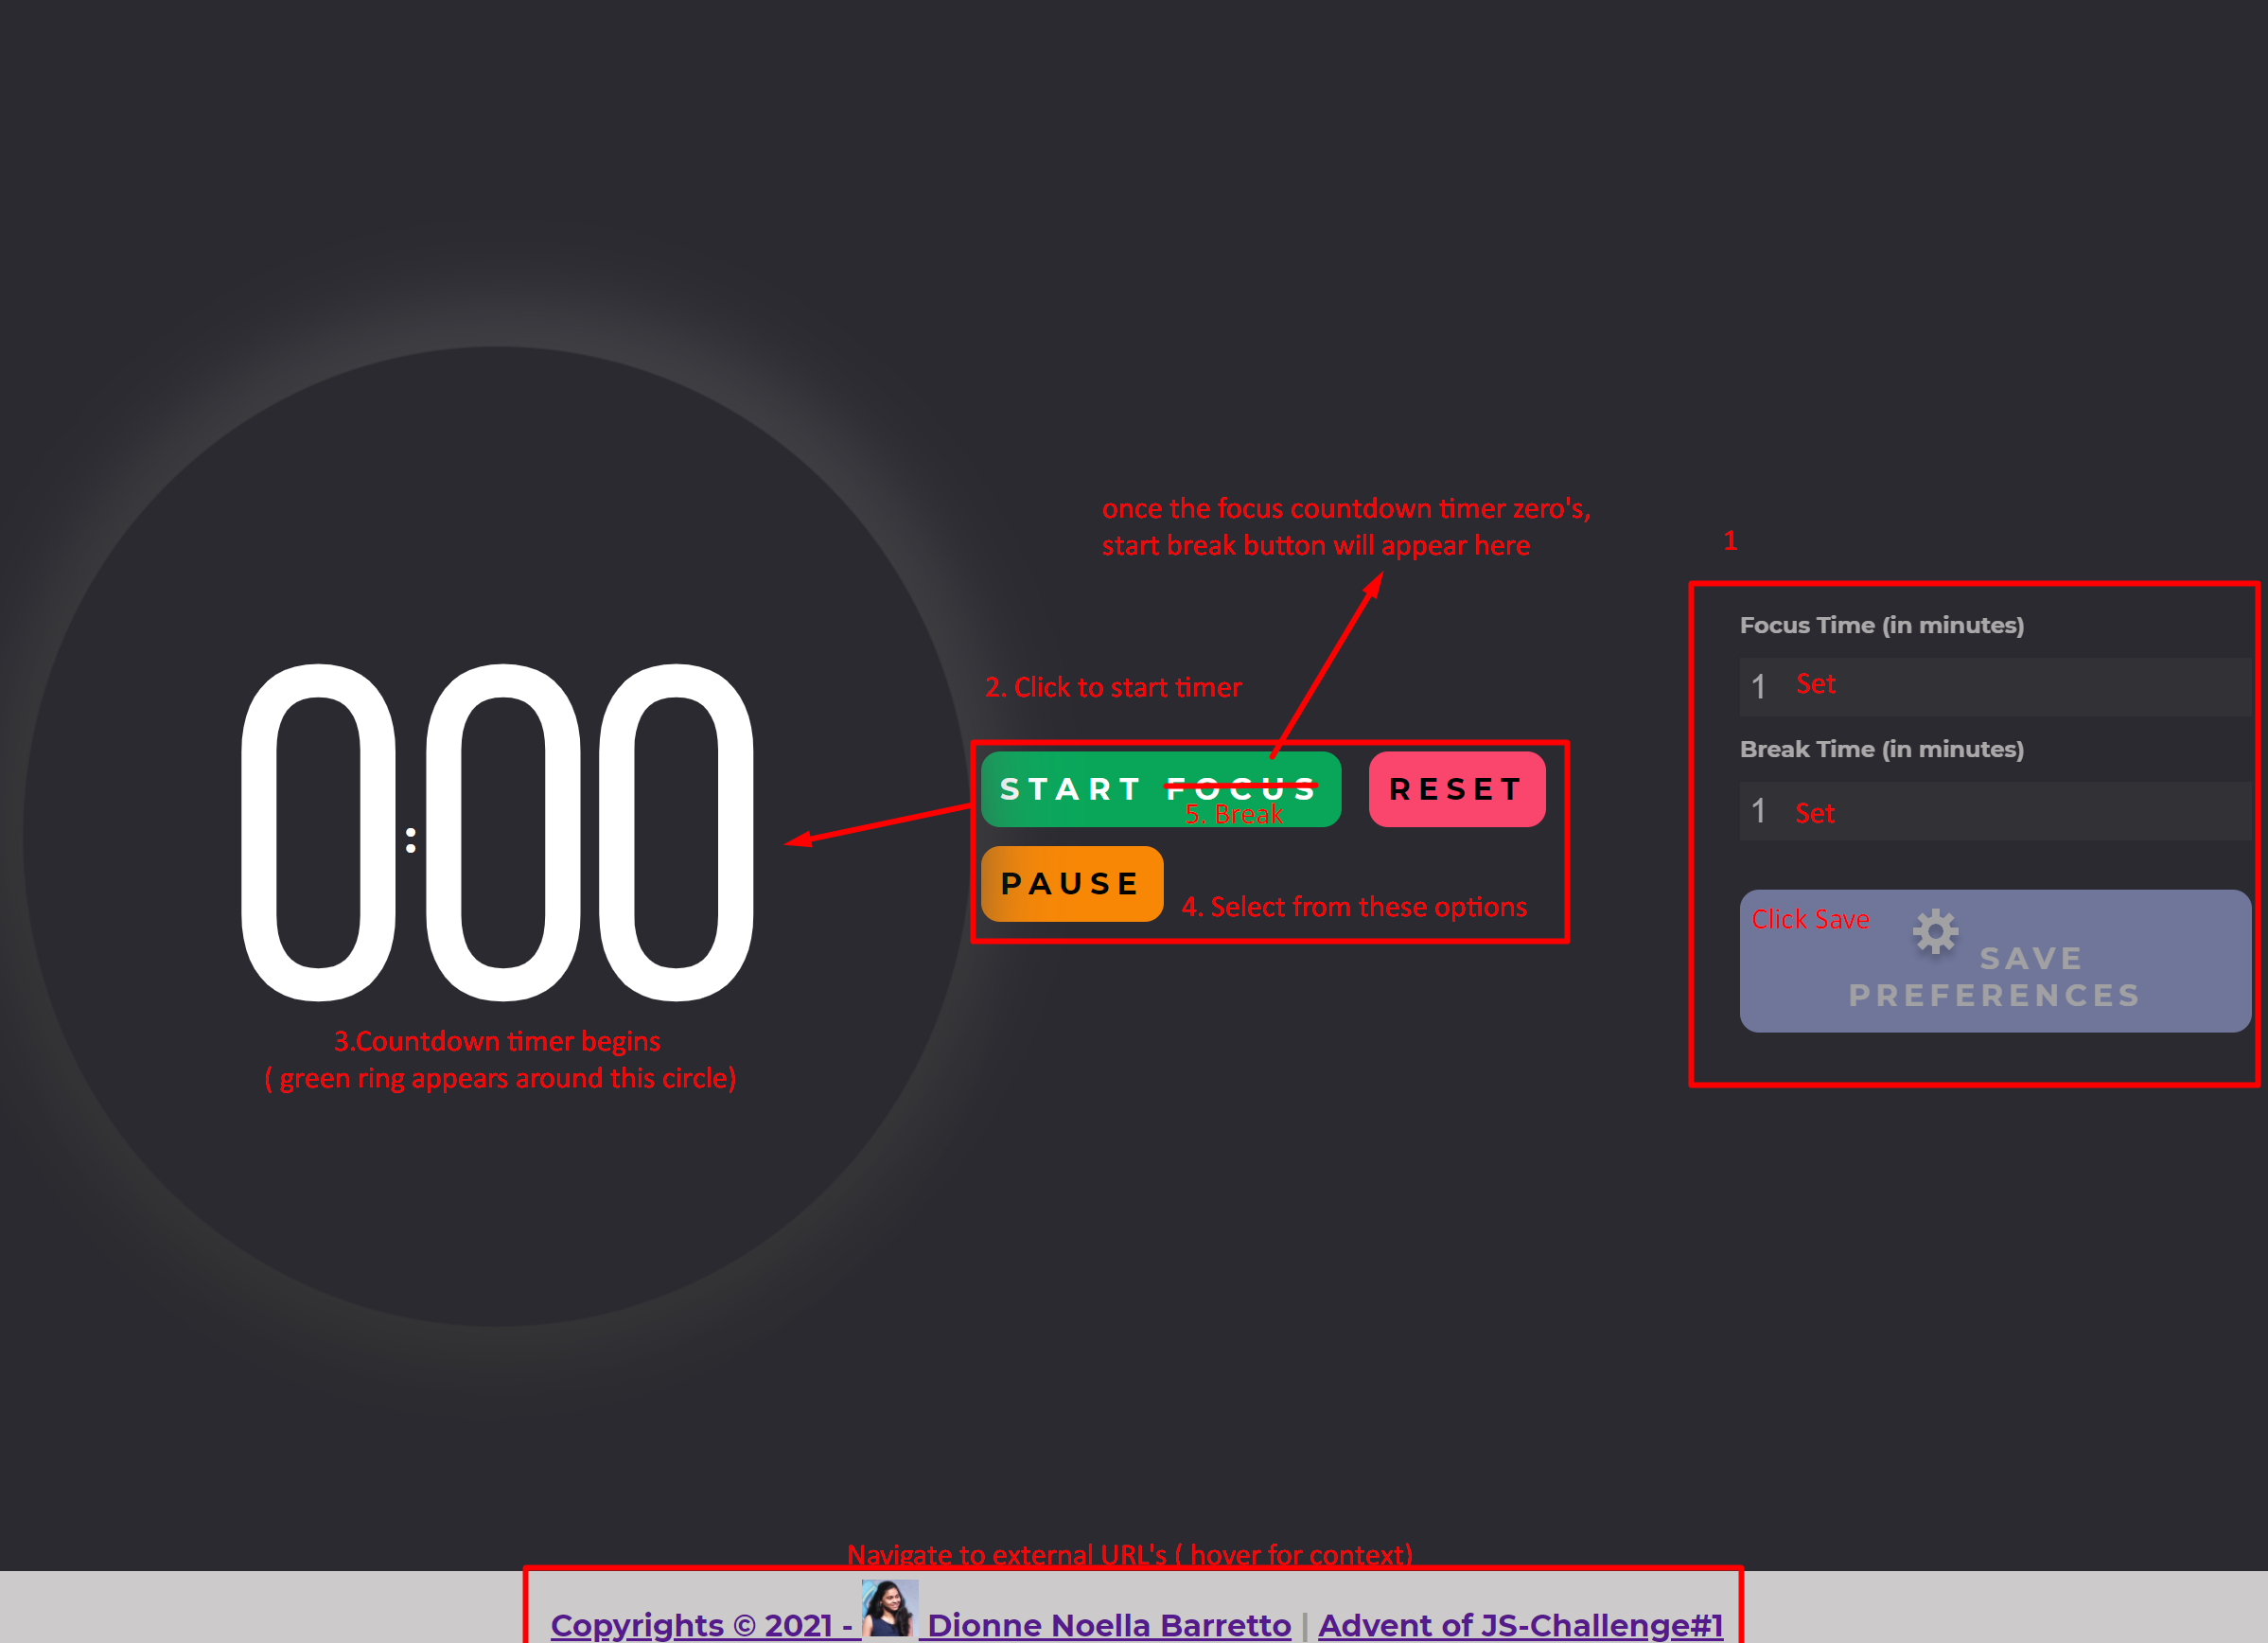 once the focus countdown timer zero's,
start break button will appear here
1
Focus Time (in minutes)
1 Set
Break Time (in minutes)
1 Set
Click Save
SAVE
PREFERENCES
2. Click to start timer
START FOCUS
5. Break
RESET
PAUSE
4. Select from these options
0:00
3.Countdown timer begins
( green ring appears around this circle)
Navigate to external URL's ( hover for context)
Copyrights © 2021 - Dionne Noella Barretto | Advent of JS-Challenge#1